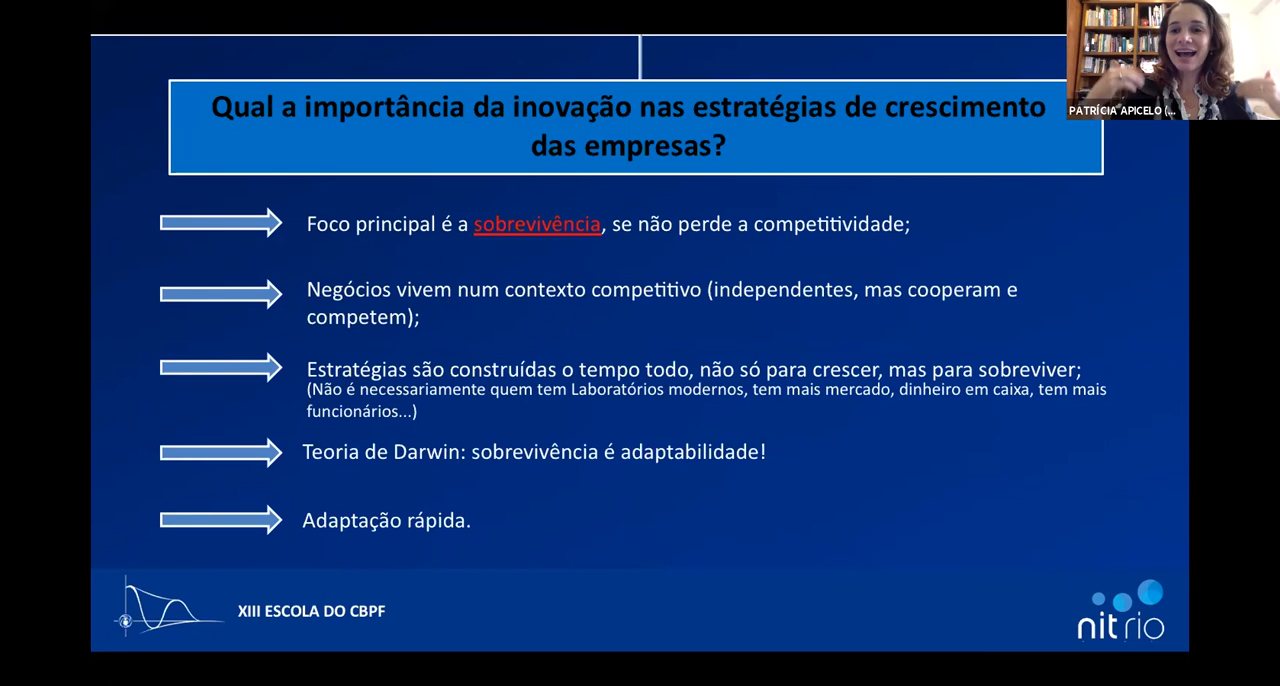 Qual a importância da inovação nas estratégias de crescimento
das empresas?
PATRÍCIA APICELO (...
Foco principal é a sobrevivência, se não perde a competitividade;
Negócios vivem num contexto competitivo (independentes, mas cooperam e
competem);
Estratégias são construídas o tempo todo, não só para crescer, mas para sobreviver;
(Não é necessariamente quem tem Laboratórios modernos, tem mais mercado, dinheiro em caixa, tem mais
funcionários...)
Teoria de Darwin: sobrevivência é adaptabilidade!
Adaptação rápida.
XIII ESCOLA DO CBPF
nitrio